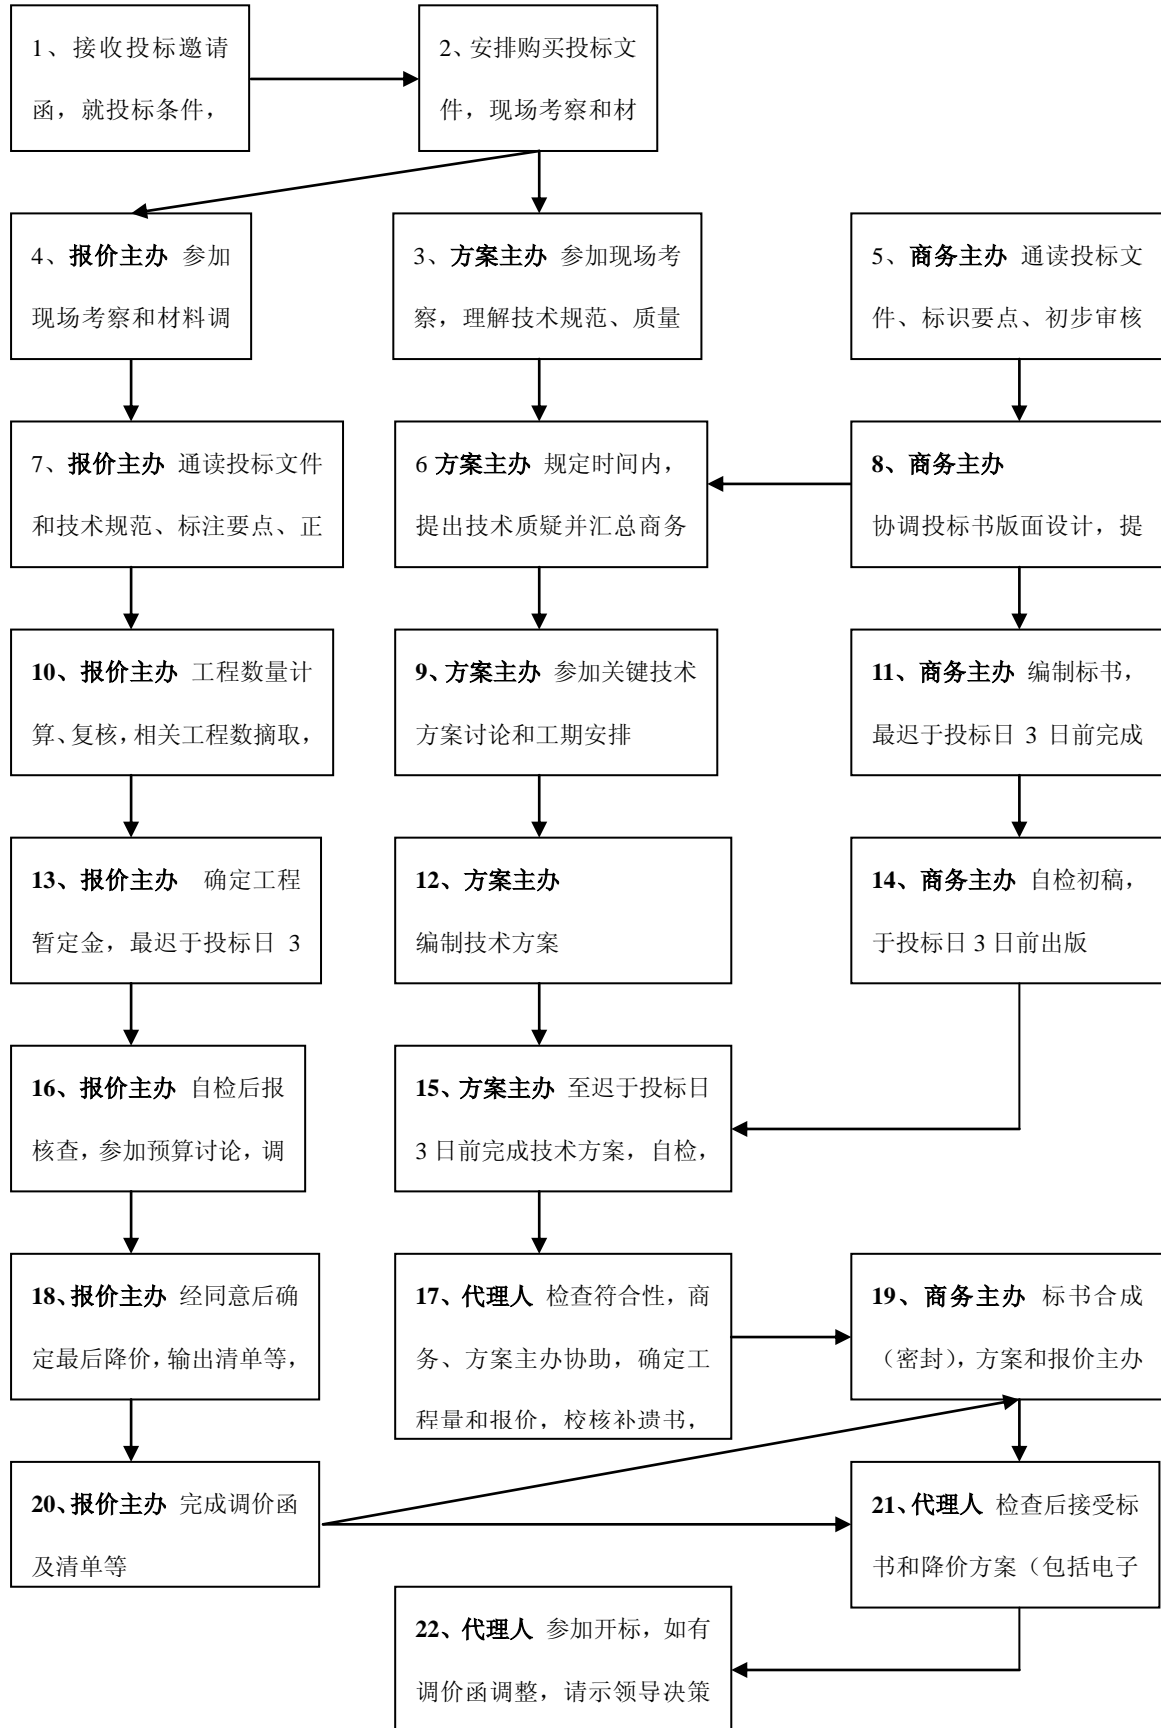 1、接收投标邀请
函，就投标条件，
2、安排购买投标文
件，现场考察和材
4、报价主办 参加
现场考察和材料调
3、方案主办 参加现场考
察，理解技术规范、质量
5、商务主办 通读投标文
件、标识要点、初步审核
7、报价主办 通读投标文件
和技术规范、标注要点、正
6 方案主办 规定时间内，
提出技术质疑并汇总商务
8、商务主办
协调投标书版面设计，提
10、报价主办 工程数量计
算、复核，相关工程数摘取，
9、方案主办 参加关键技术
方案讨论和工期安排
11、商务主办 编制标书，
最迟于投标日 3 日前完成
13、报价主办 确定工程
暂定金，最迟于投标日 3
12、方案主办
编制技术方案
14、商务主办 自检初稿，
于投标日 3 日前出版
16、报价主办 自检后报
核查，参加预算讨论，调
15、方案主办 至迟于投标日
3 日前完成技术方案，自检，
18、报价主办 经同意后确
定最后降价，输出清单等，
17、代理人 检查符合性，商
务、方案主办协助，确定工
程量和报价，校核补遗书，
19、商务主办 标书合成
（密封），方案和报价主办
20、报价主办 完成调价函
及清单等
21、代理人 检查后接受标
书和降价方案（包括电子
22、代理人 参加开标，如有
调价函调整，请示领导决策